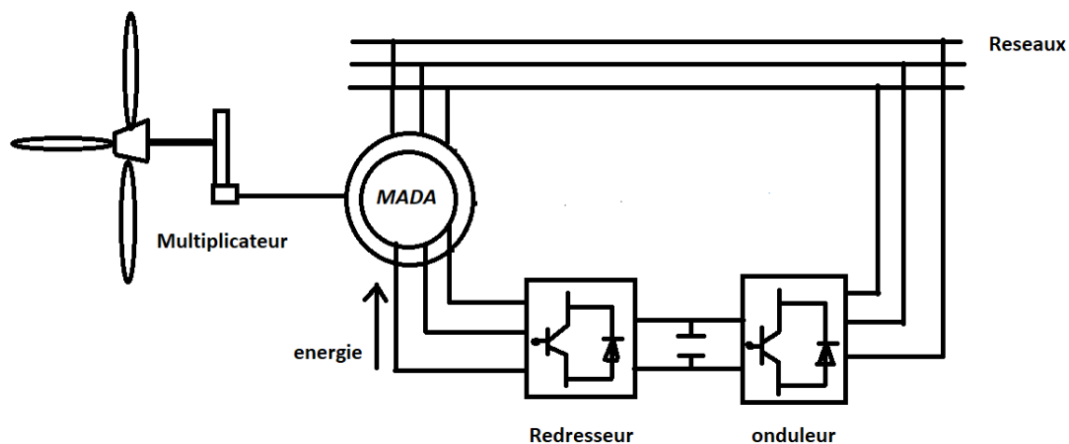 Reseaux
MADA
Multiplicateur
energie
Redresseur
onduleur